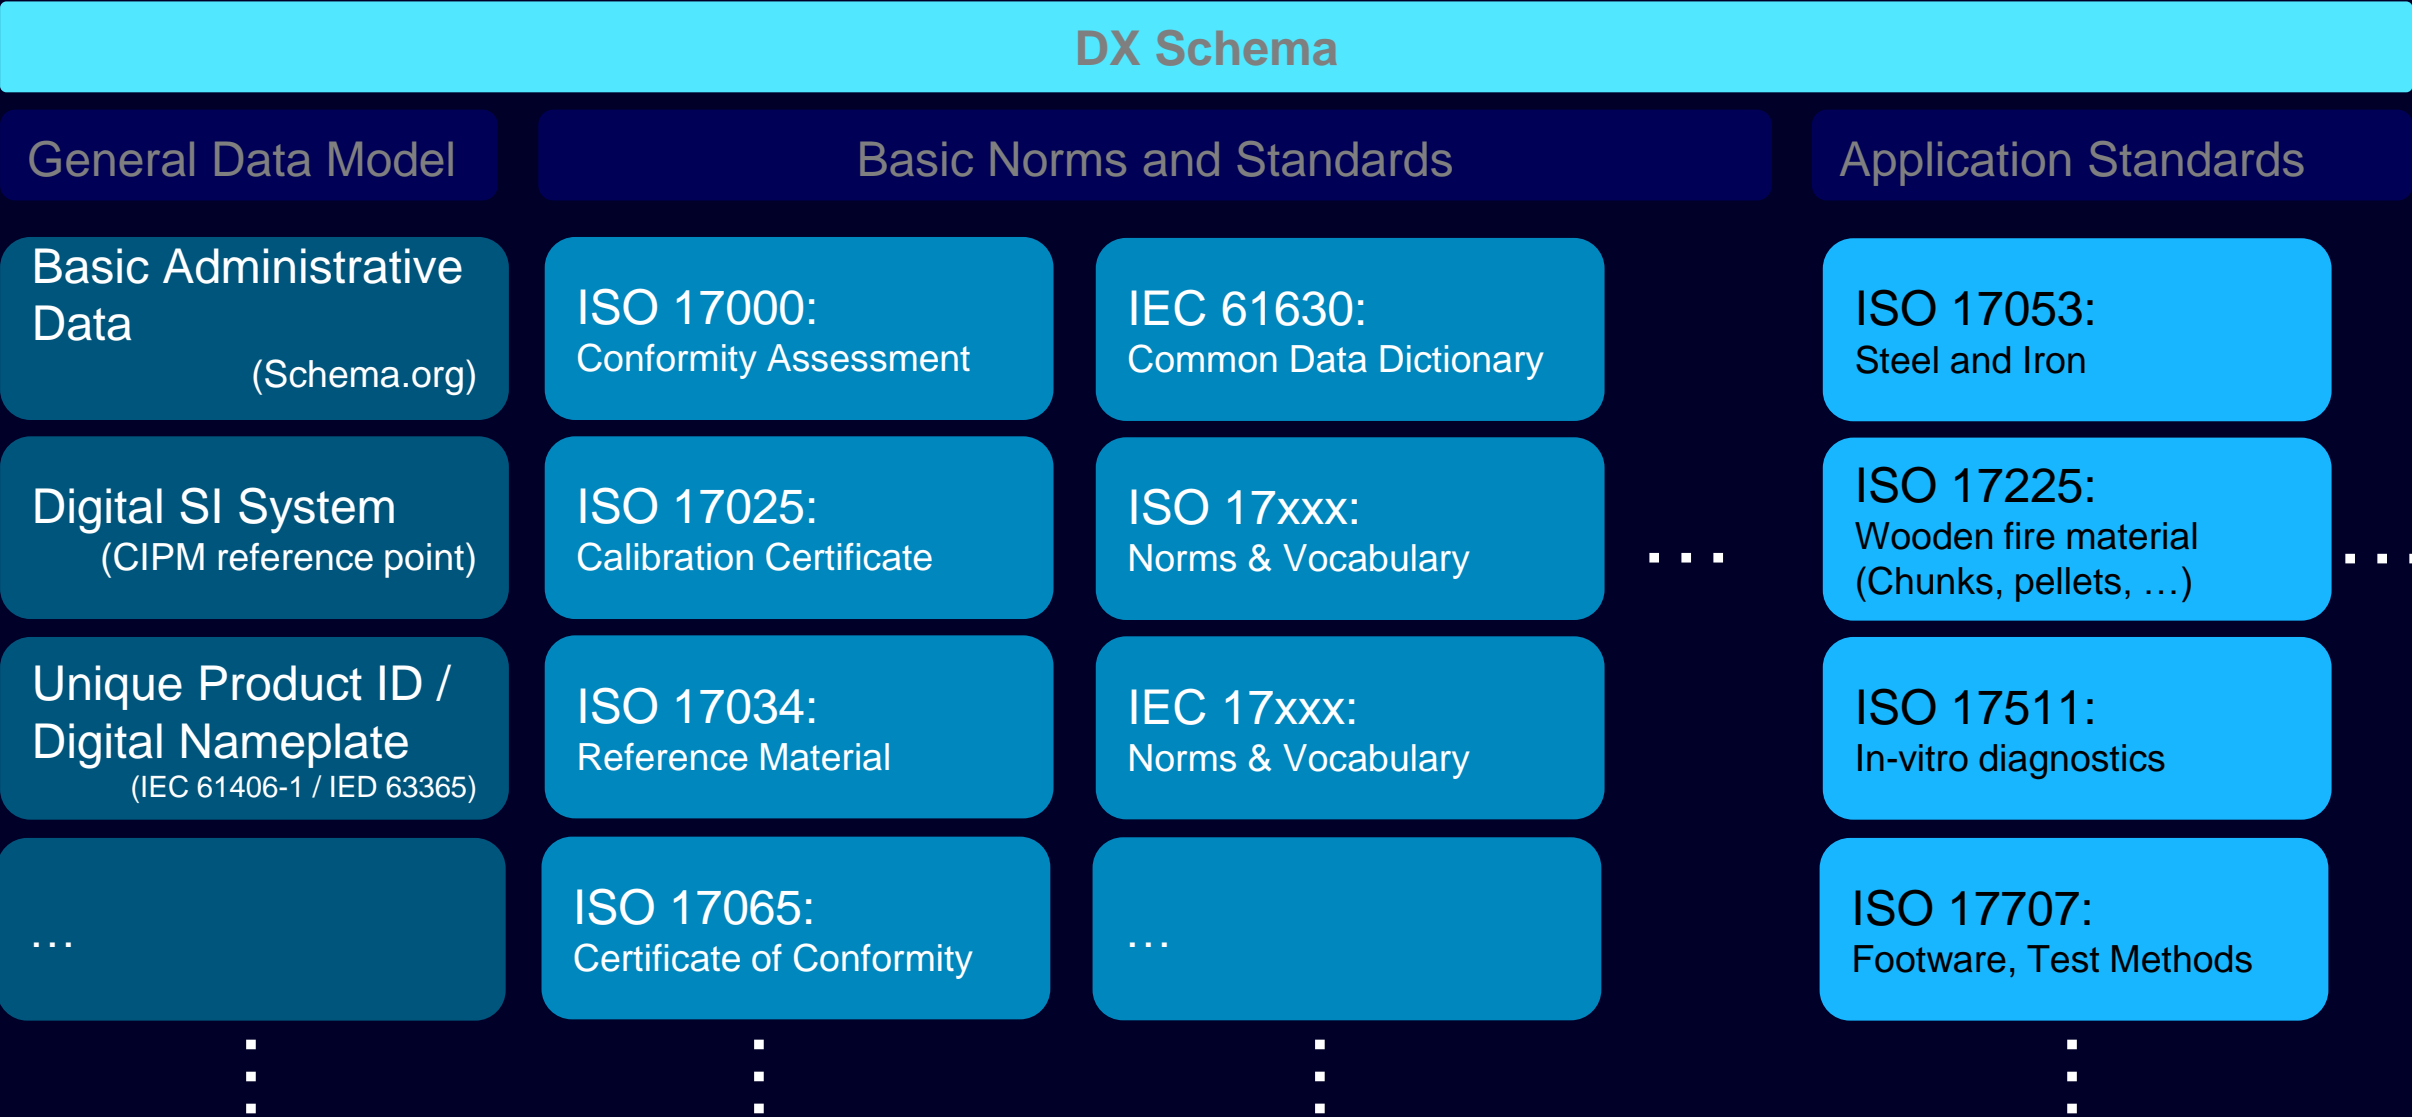 DX Schema
General Data Model
Basic Norms and Standards
Application Standards
Basic Administrative
Data
(Schema.org)
Digital SI System
(CIPM reference point)
Unique Product ID /
Digital Nameplate
(IEC 61406-1 / IED 63365)
…
ISO 17000:
Conformity Assessment
ISO 17025:
Calibration Certificate
ISO 17034:
Reference Material
ISO 17065:
Certificate of Conformity
IEC 61630:
Common Data Dictionary
ISO 17xxx:
Norms & Vocabulary
IEC 17xxx:
Norms & Vocabulary
…
…
ISO 17053:
Steel and Iron
ISO 17225:
Wooden fire material
(Chunks, pellets, …)
ISO 17511:
In-vitro diagnostics
ISO 17707:
Footware, Test Methods
…